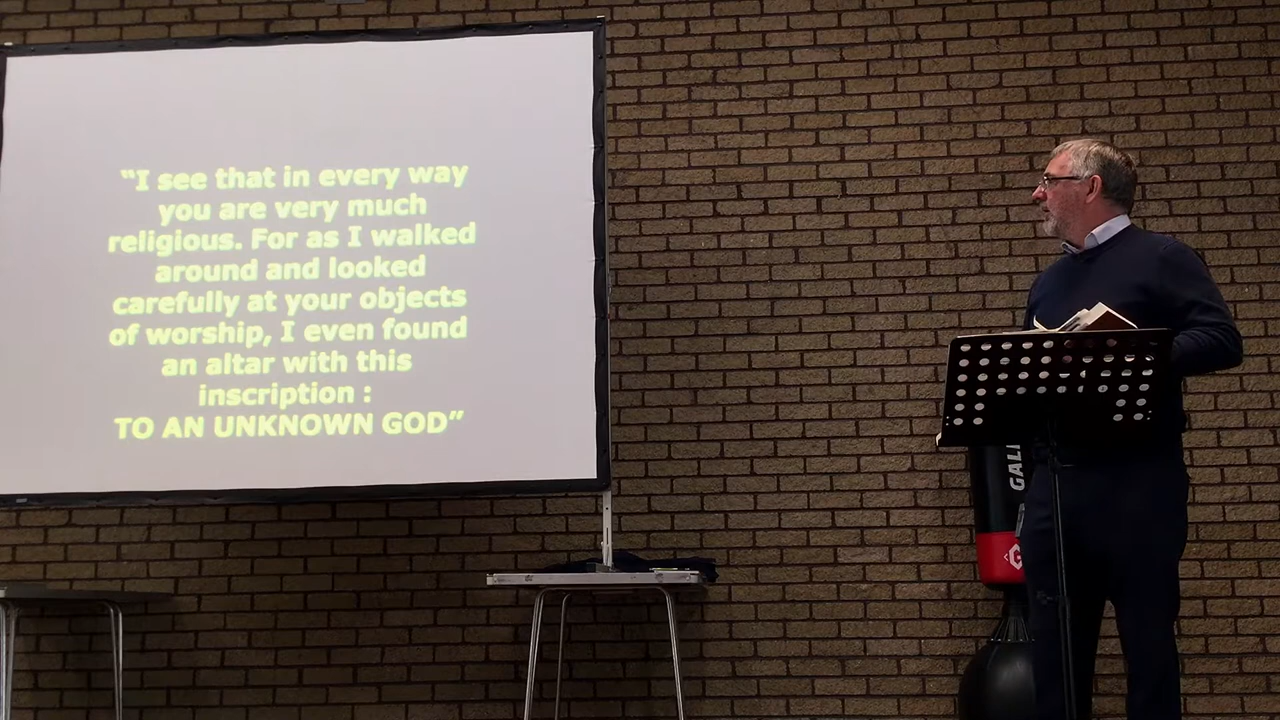 “I see that in every way
you are very much
religious. For as I walked
around and looked
carefully at your objects
of worship, I even found
an altar with this
inscription :
TO AN UNKNOWN GOD”